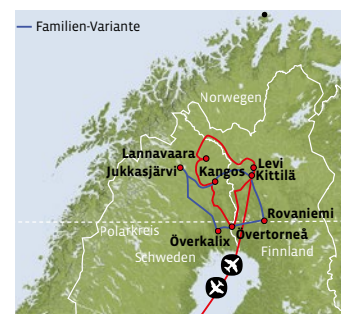 Familien-Variante
Norwegen
Lannavaara
Jukkasjärvi
Kangos
Levi
Kittilä
Rovaniemi
Polarkreis
Överkalix
Övertorneå
Schweden
Finnland